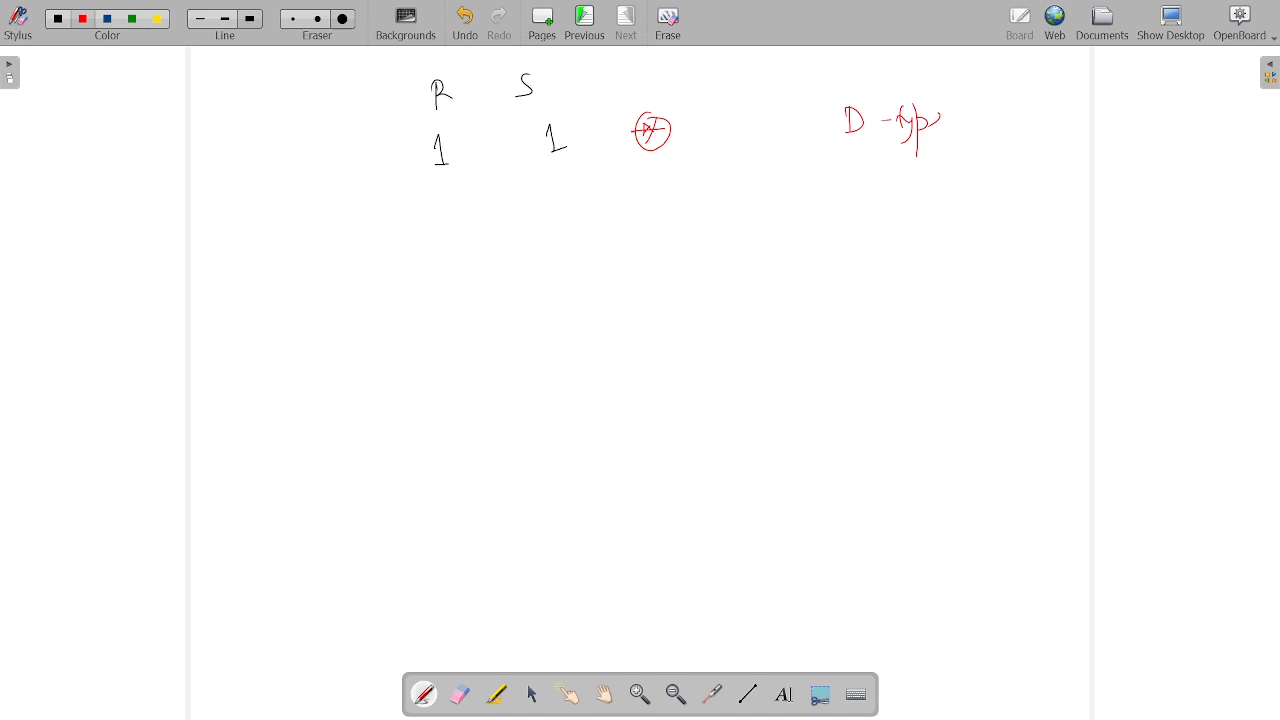 Stylus Color Line Eraser Backgrounds Undo Redo Pages Previous Next Erase Board Web Documents Show Desktop OpenBoard
R S
1 1 D-typ